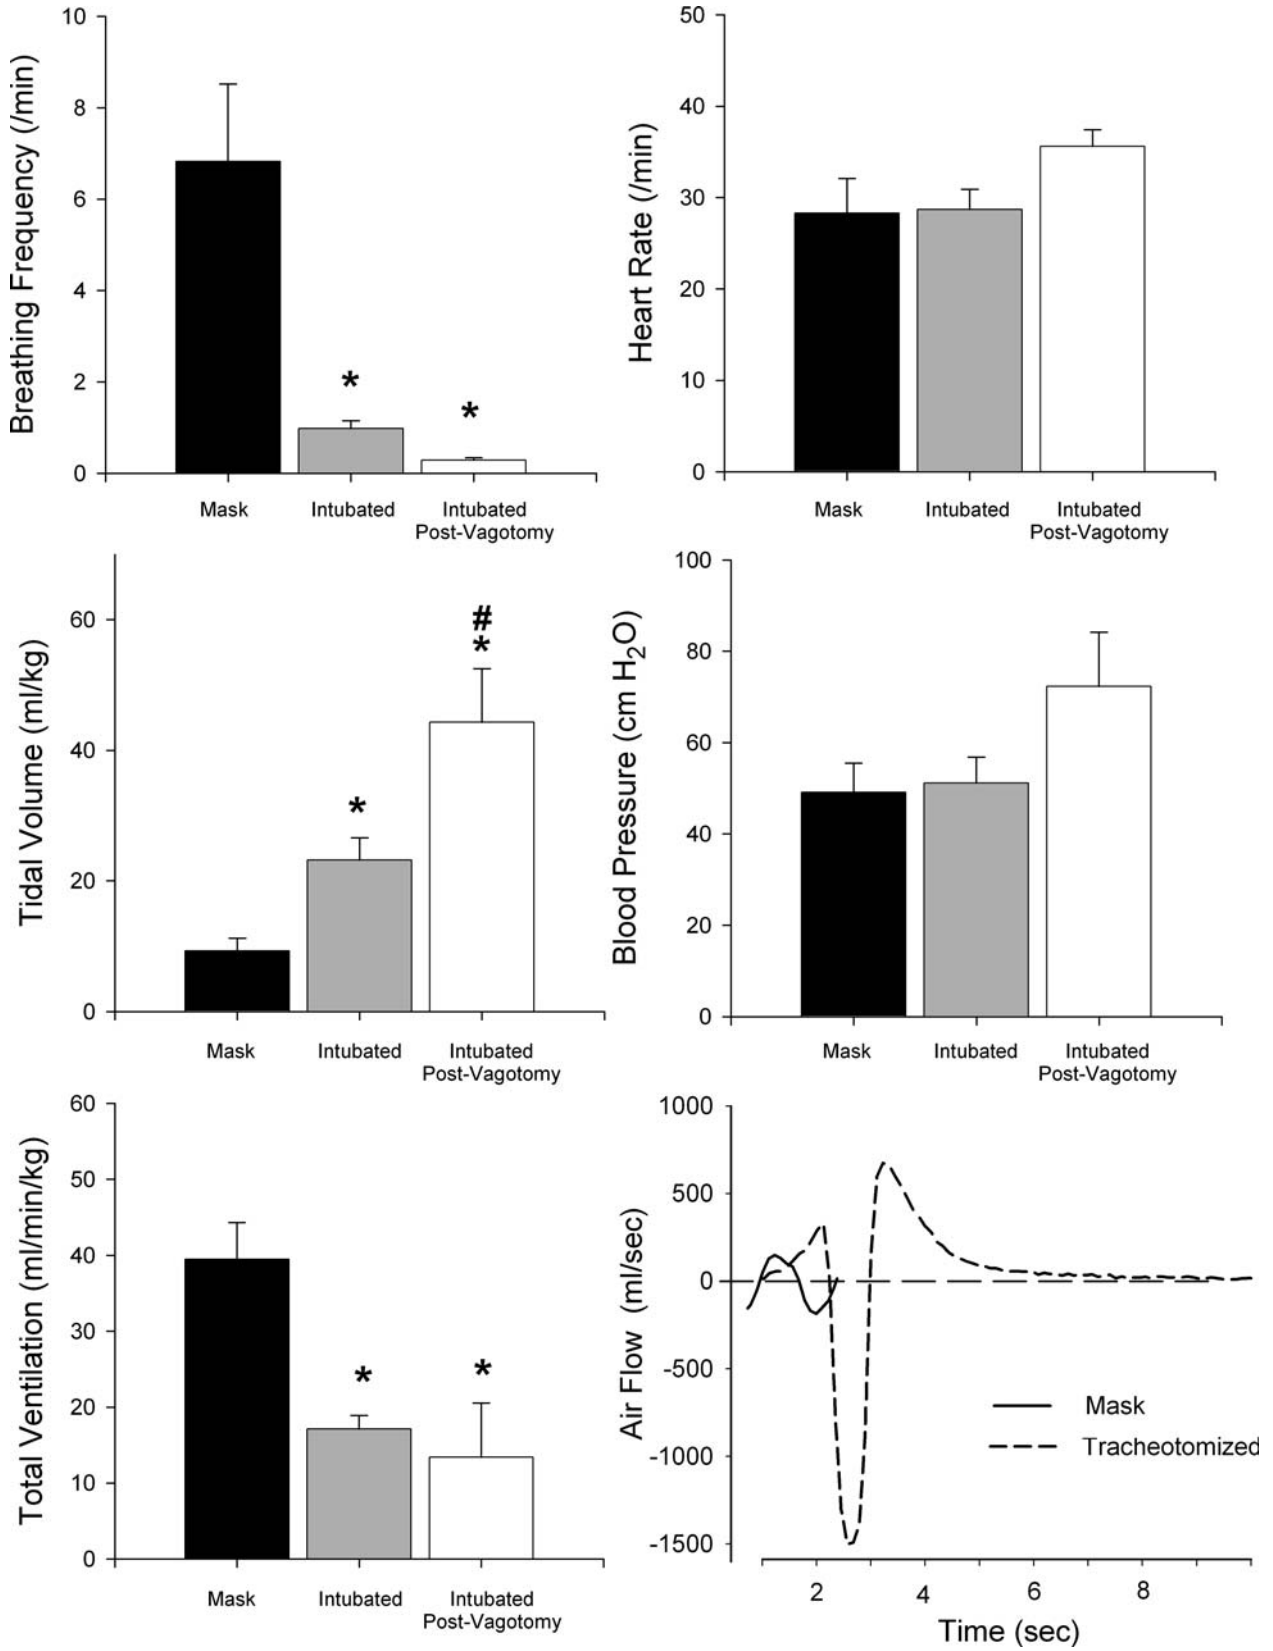 Breathing Frequency (/min)
10
8
6
4
2
0
*
*
Mask
Intubated
Intubated
Post-Vagotomy
Heart Rate (/min)
50
40
30
20
10
0
Mask
Intubated
Intubated
Post-Vagotomy
Tidal Volume (ml/kg)
60
40
20
0
*
#
*
Mask
Intubated
Intubated
Post-Vagotomy
Blood Pressure (cm H₂O)
100
80
60
40
20
0
Mask
Intubated
Intubated
Post-Vagotomy
Total Ventilation (ml/min/kg)
60
50
40
30
20
10
0
*
*
Mask
Intubated
Intubated
Post-Vagotomy
Air Flow (ml/sec)
1000
500
0
-500
-1000
-1500
Mask
Tracheotomized
2 4 6 8
Time (sec)